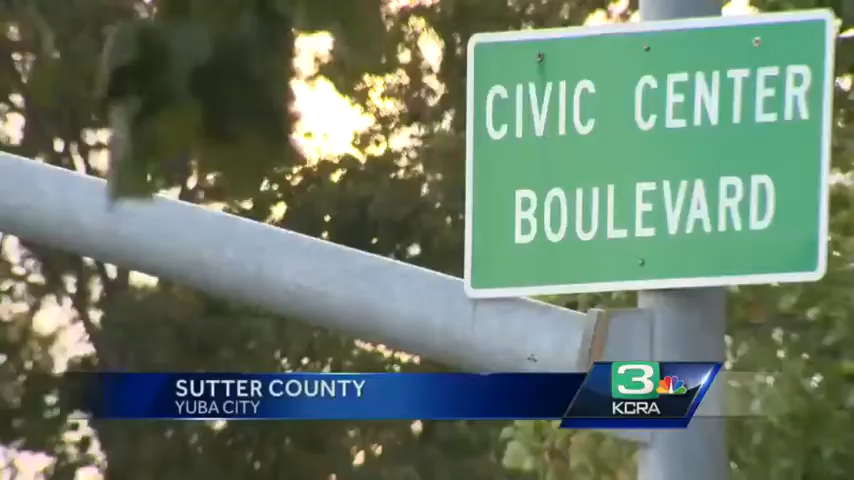 CIVIC CENTER
BOULEVARD
SUTTER COUNTY
YUBA CITY
3
KCRA